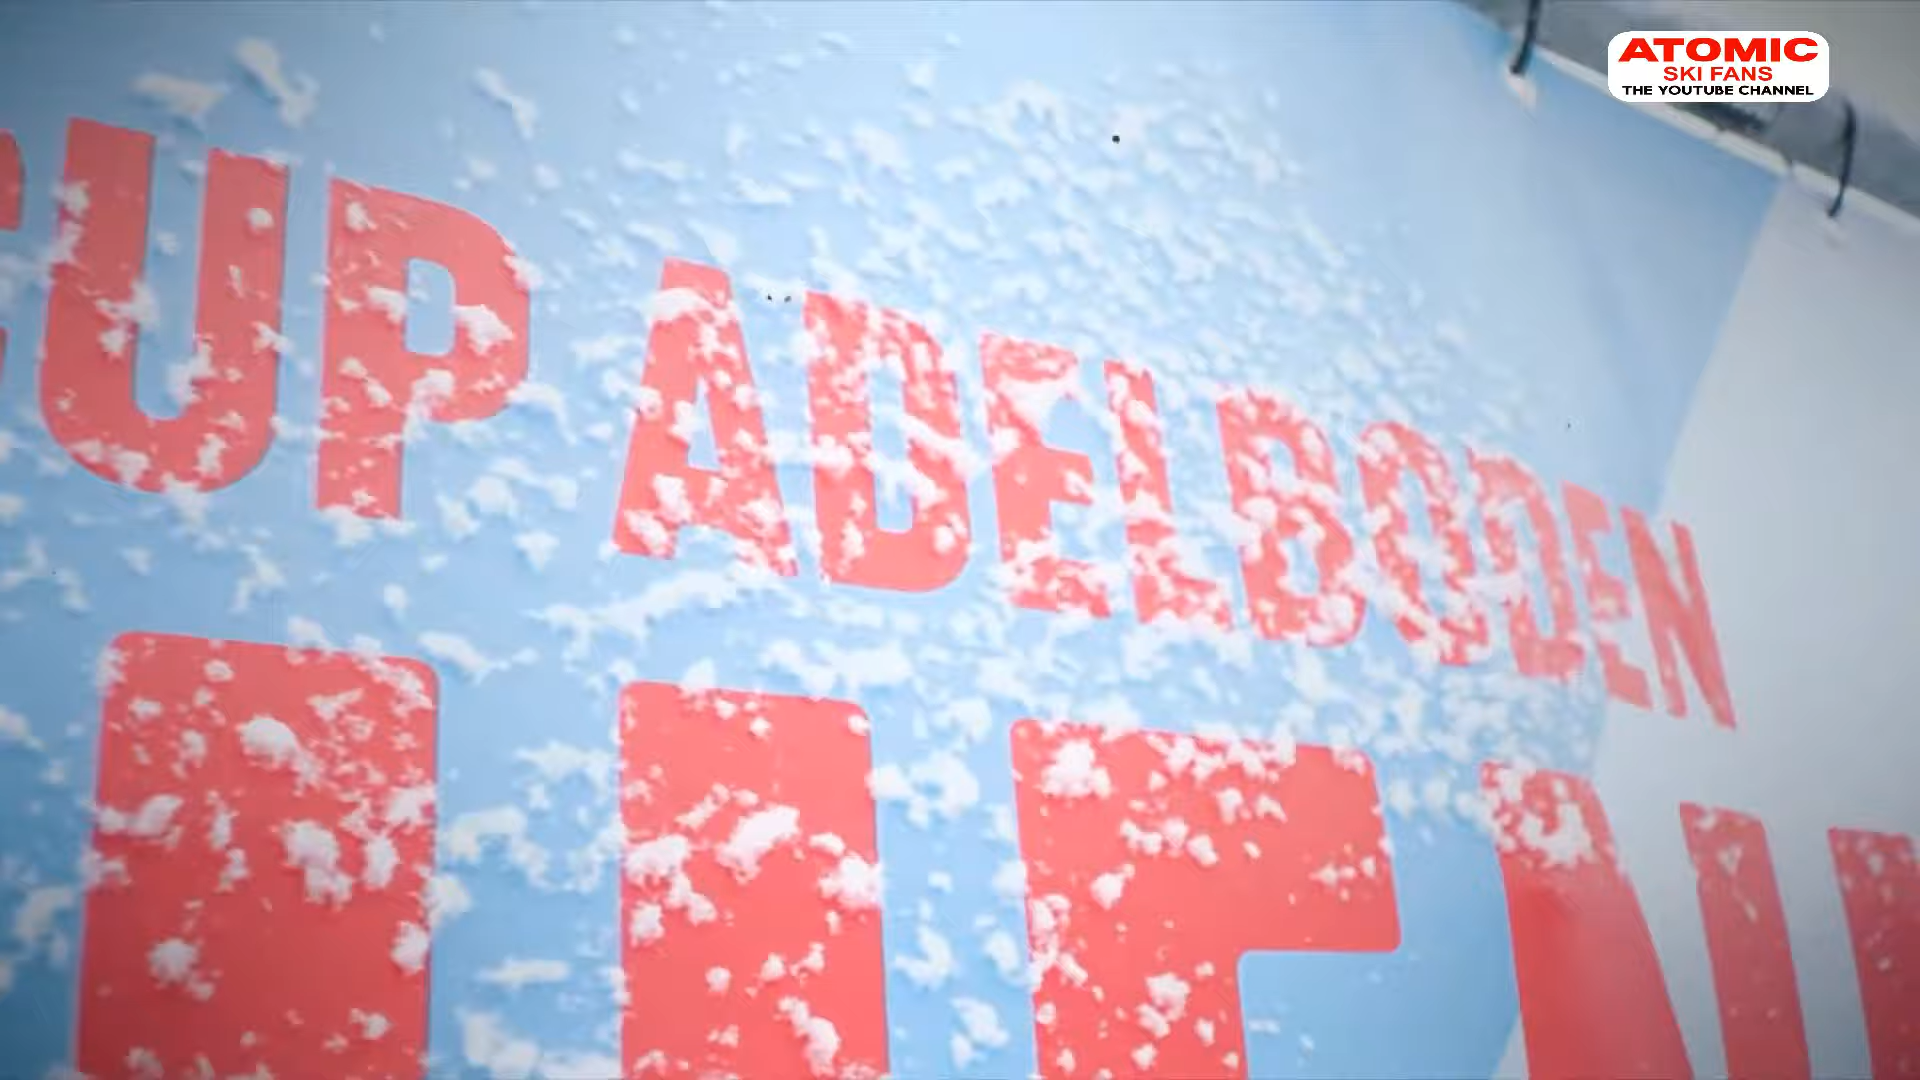 ATOMIC
SKI FANS
THE YOUTUBE CHANNEL
CUP ADELBODEN